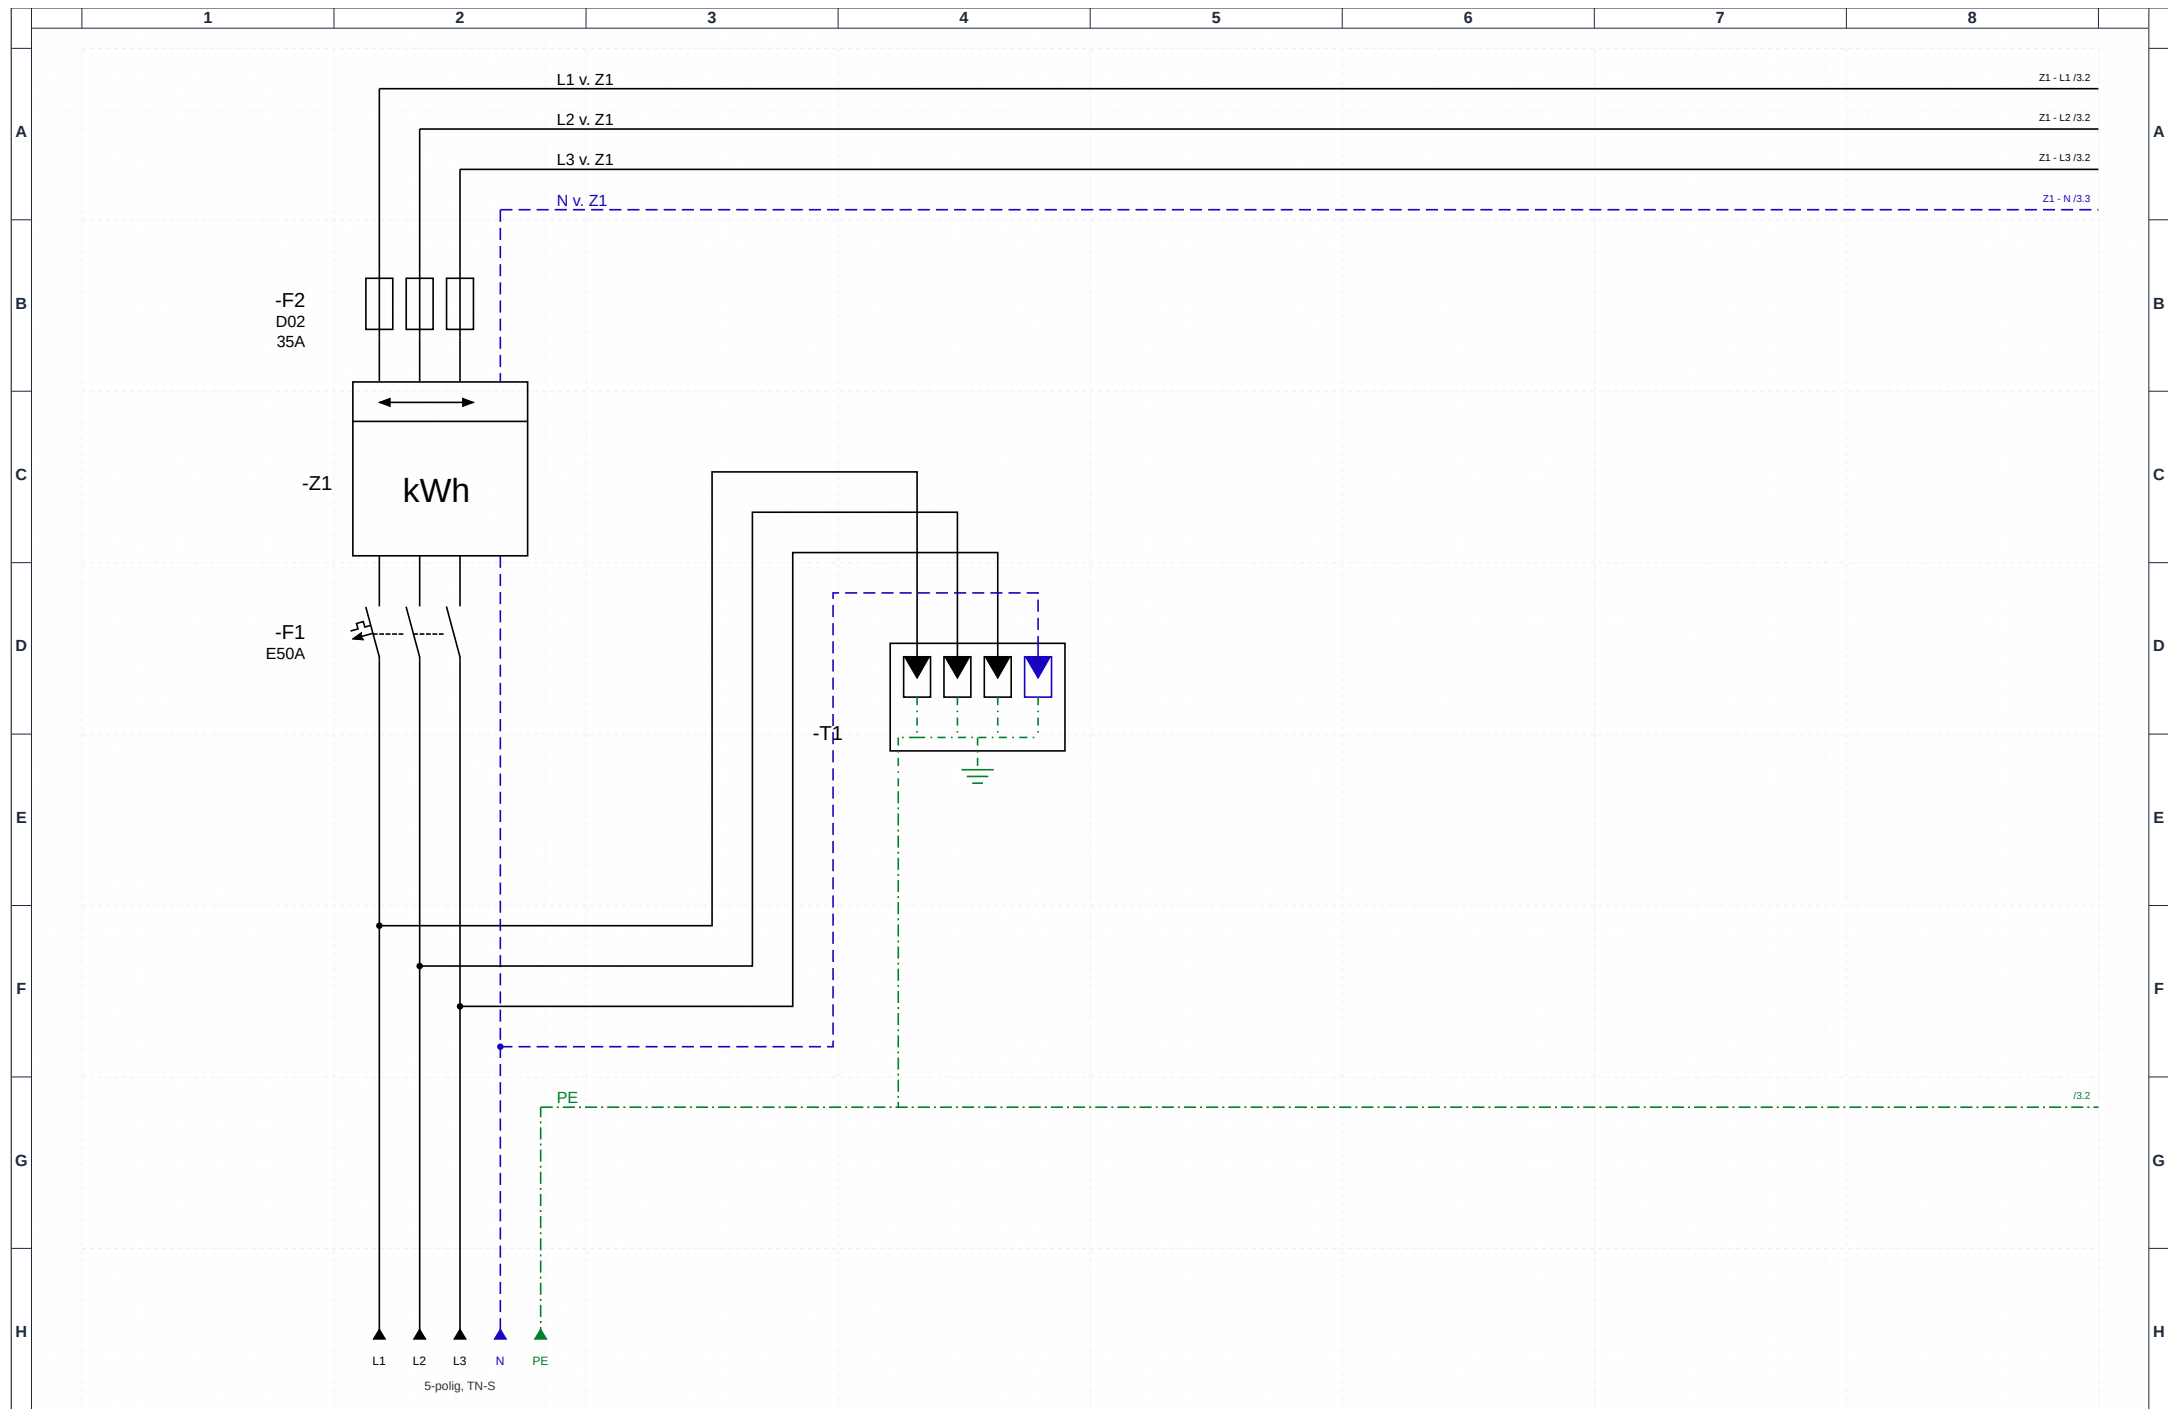 1 2 3 4 5 6 7 8
L1 v. Z1 Z1 - L1 /3.2
A L2 v. Z1 Z1 - L2 /3.2 A
L3 v. Z1 Z1 - L3 /3.2
N v. Z1 Z1 - N /3.3
B -F2 B
D02
35A
C -Z1 kWh C
-F1
D E50A D
-T1
E E
F F
PE /3.2
G G
H H
L1 L2 L3 N PE
5-polig, TN-S